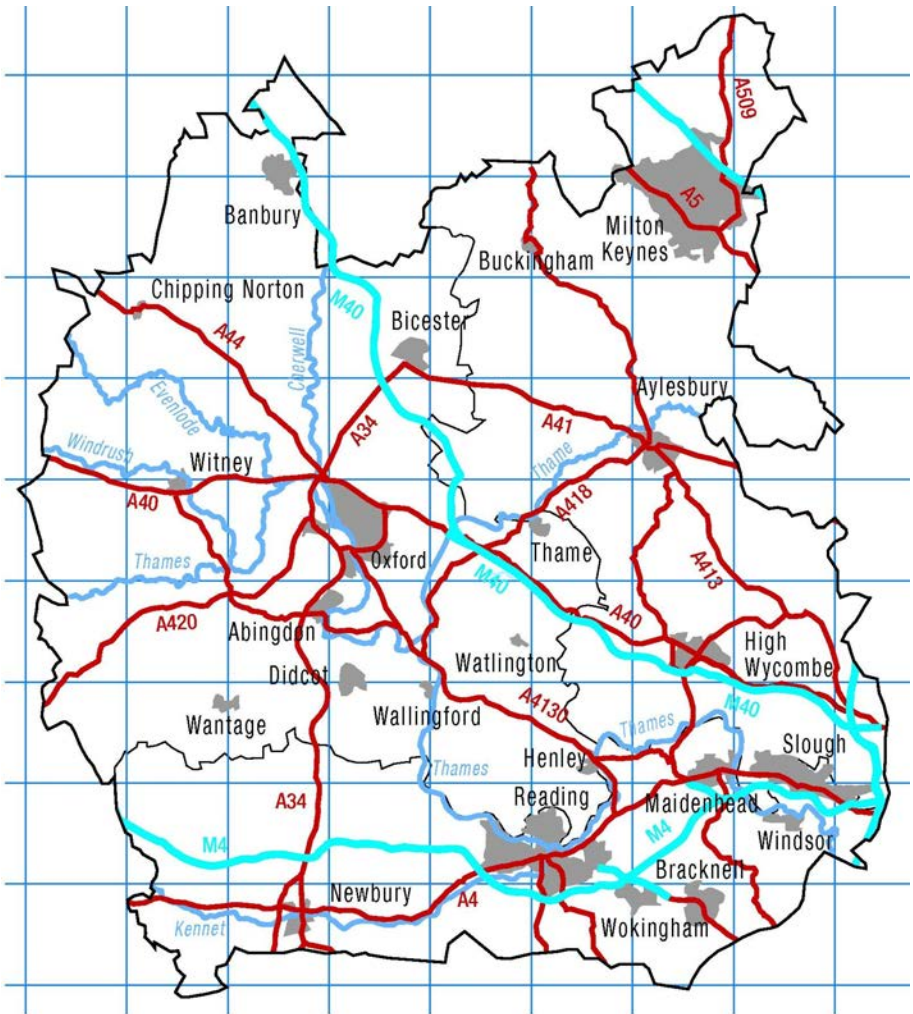 A509
A5
Banbury
Milton
Keynes
Buckingham
Chipping Norton
M40
Bicester
A44
Cherwell
Aylesbury
Evenlode
A34
A41
Windrush
Witney
Thame
A40
A418
Thame
Oxford
Thames
M40
A413
A420
Abingdon
A40
High
Wycombe
Watlington
Didcot
Wallingford
A4130
Wantage
M40
Thames
Henley
Slough
Thames
A34
Reading
Maidenhead
M4
M4
Windsor
Bracknell
Newbury
A4
Kennet
Wokingham